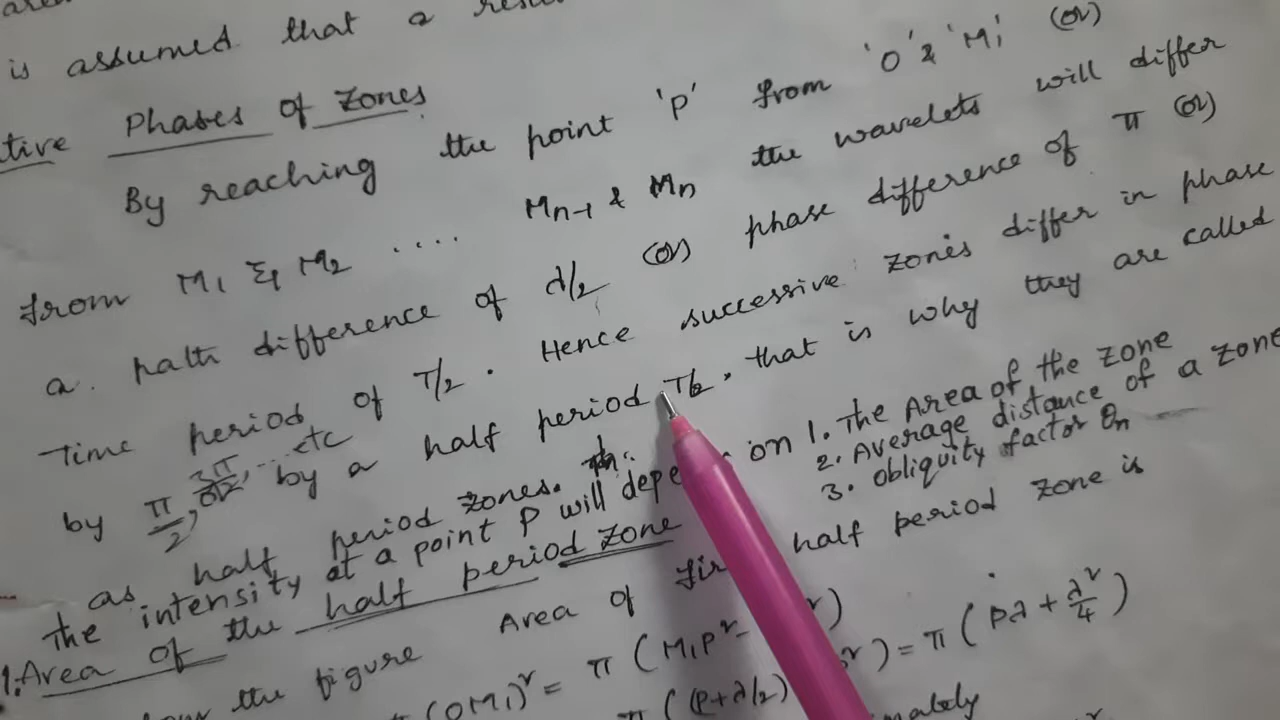 is assumed that a
tive Phases of Zones
By reaching the point 'P' from 'O' & 'M₁' (or)
from M₁ & M₂ .... Mn-1 & Mn the wavelets will differ
a path difference of λ/2 (or) phase difference of π (or)
Time period of T/2. Hence successive zones differ in phase
by π/2, 3π/2, ... etc by a half period T/2, that is why they are called
as half period zones.
The intensity at a point P will depe on 1. The Area of the zone
2. Average distance of a zone
3. obliquity factor θn
1. Area of the half period zone
the figure Area of fir half period zone is
(OM₁)² = π (M₁P² - ²)
π ((P+λ/2) ²) = π (Pλ + λ²/4)